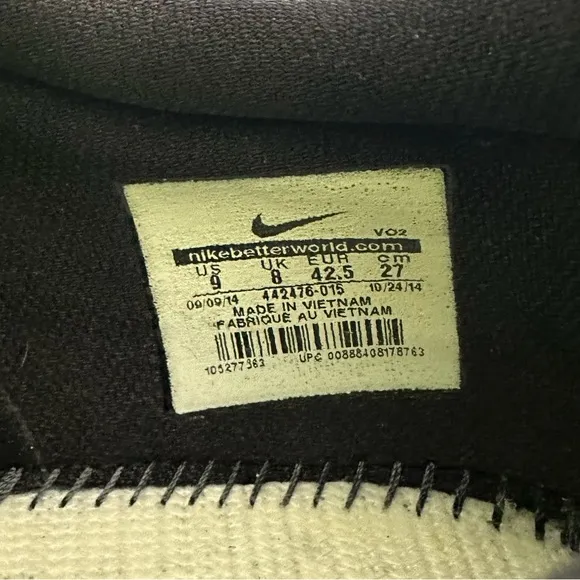 VO2
nikebetterworld.com
US UK EUR cm
9 8 42.5 27
09/09/14 442476-015 10/24/14
MADE IN VIETNAM
FABRIQUE AU VIETNAM
105277563 UPC 00888408178763